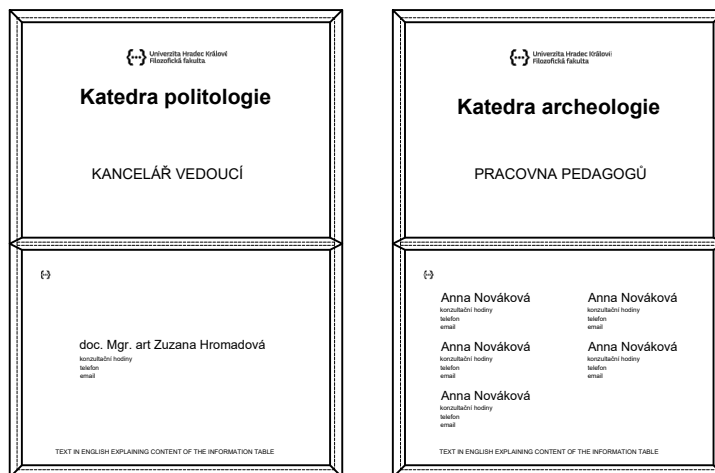 Univerzita Hradec Králové
Filozofická fakulta
Katedra politologie
KANCELÁŘ VEDOUCÍ
doc. Mgr. art Zuzana Hromadová
konzultační hodiny
telefon
email
TEXT IN ENGLISH EXPLAINING CONTENT OF THE INFORMATION TABLE
Univerzita Hradec Králové
Filozofická fakulta
Katedra archeologie
PRACOVNA PEDAGOGŮ
Anna Nováková
konzultační hodiny
telefon
email
Anna Nováková
konzultační hodiny
telefon
email
Anna Nováková
konzultační hodiny
telefon
email
Anna Nováková
konzultační hodiny
telefon
email
Anna Nováková
konzultační hodiny
telefon
email
TEXT IN ENGLISH EXPLAINING CONTENT OF THE INFORMATION TABLE